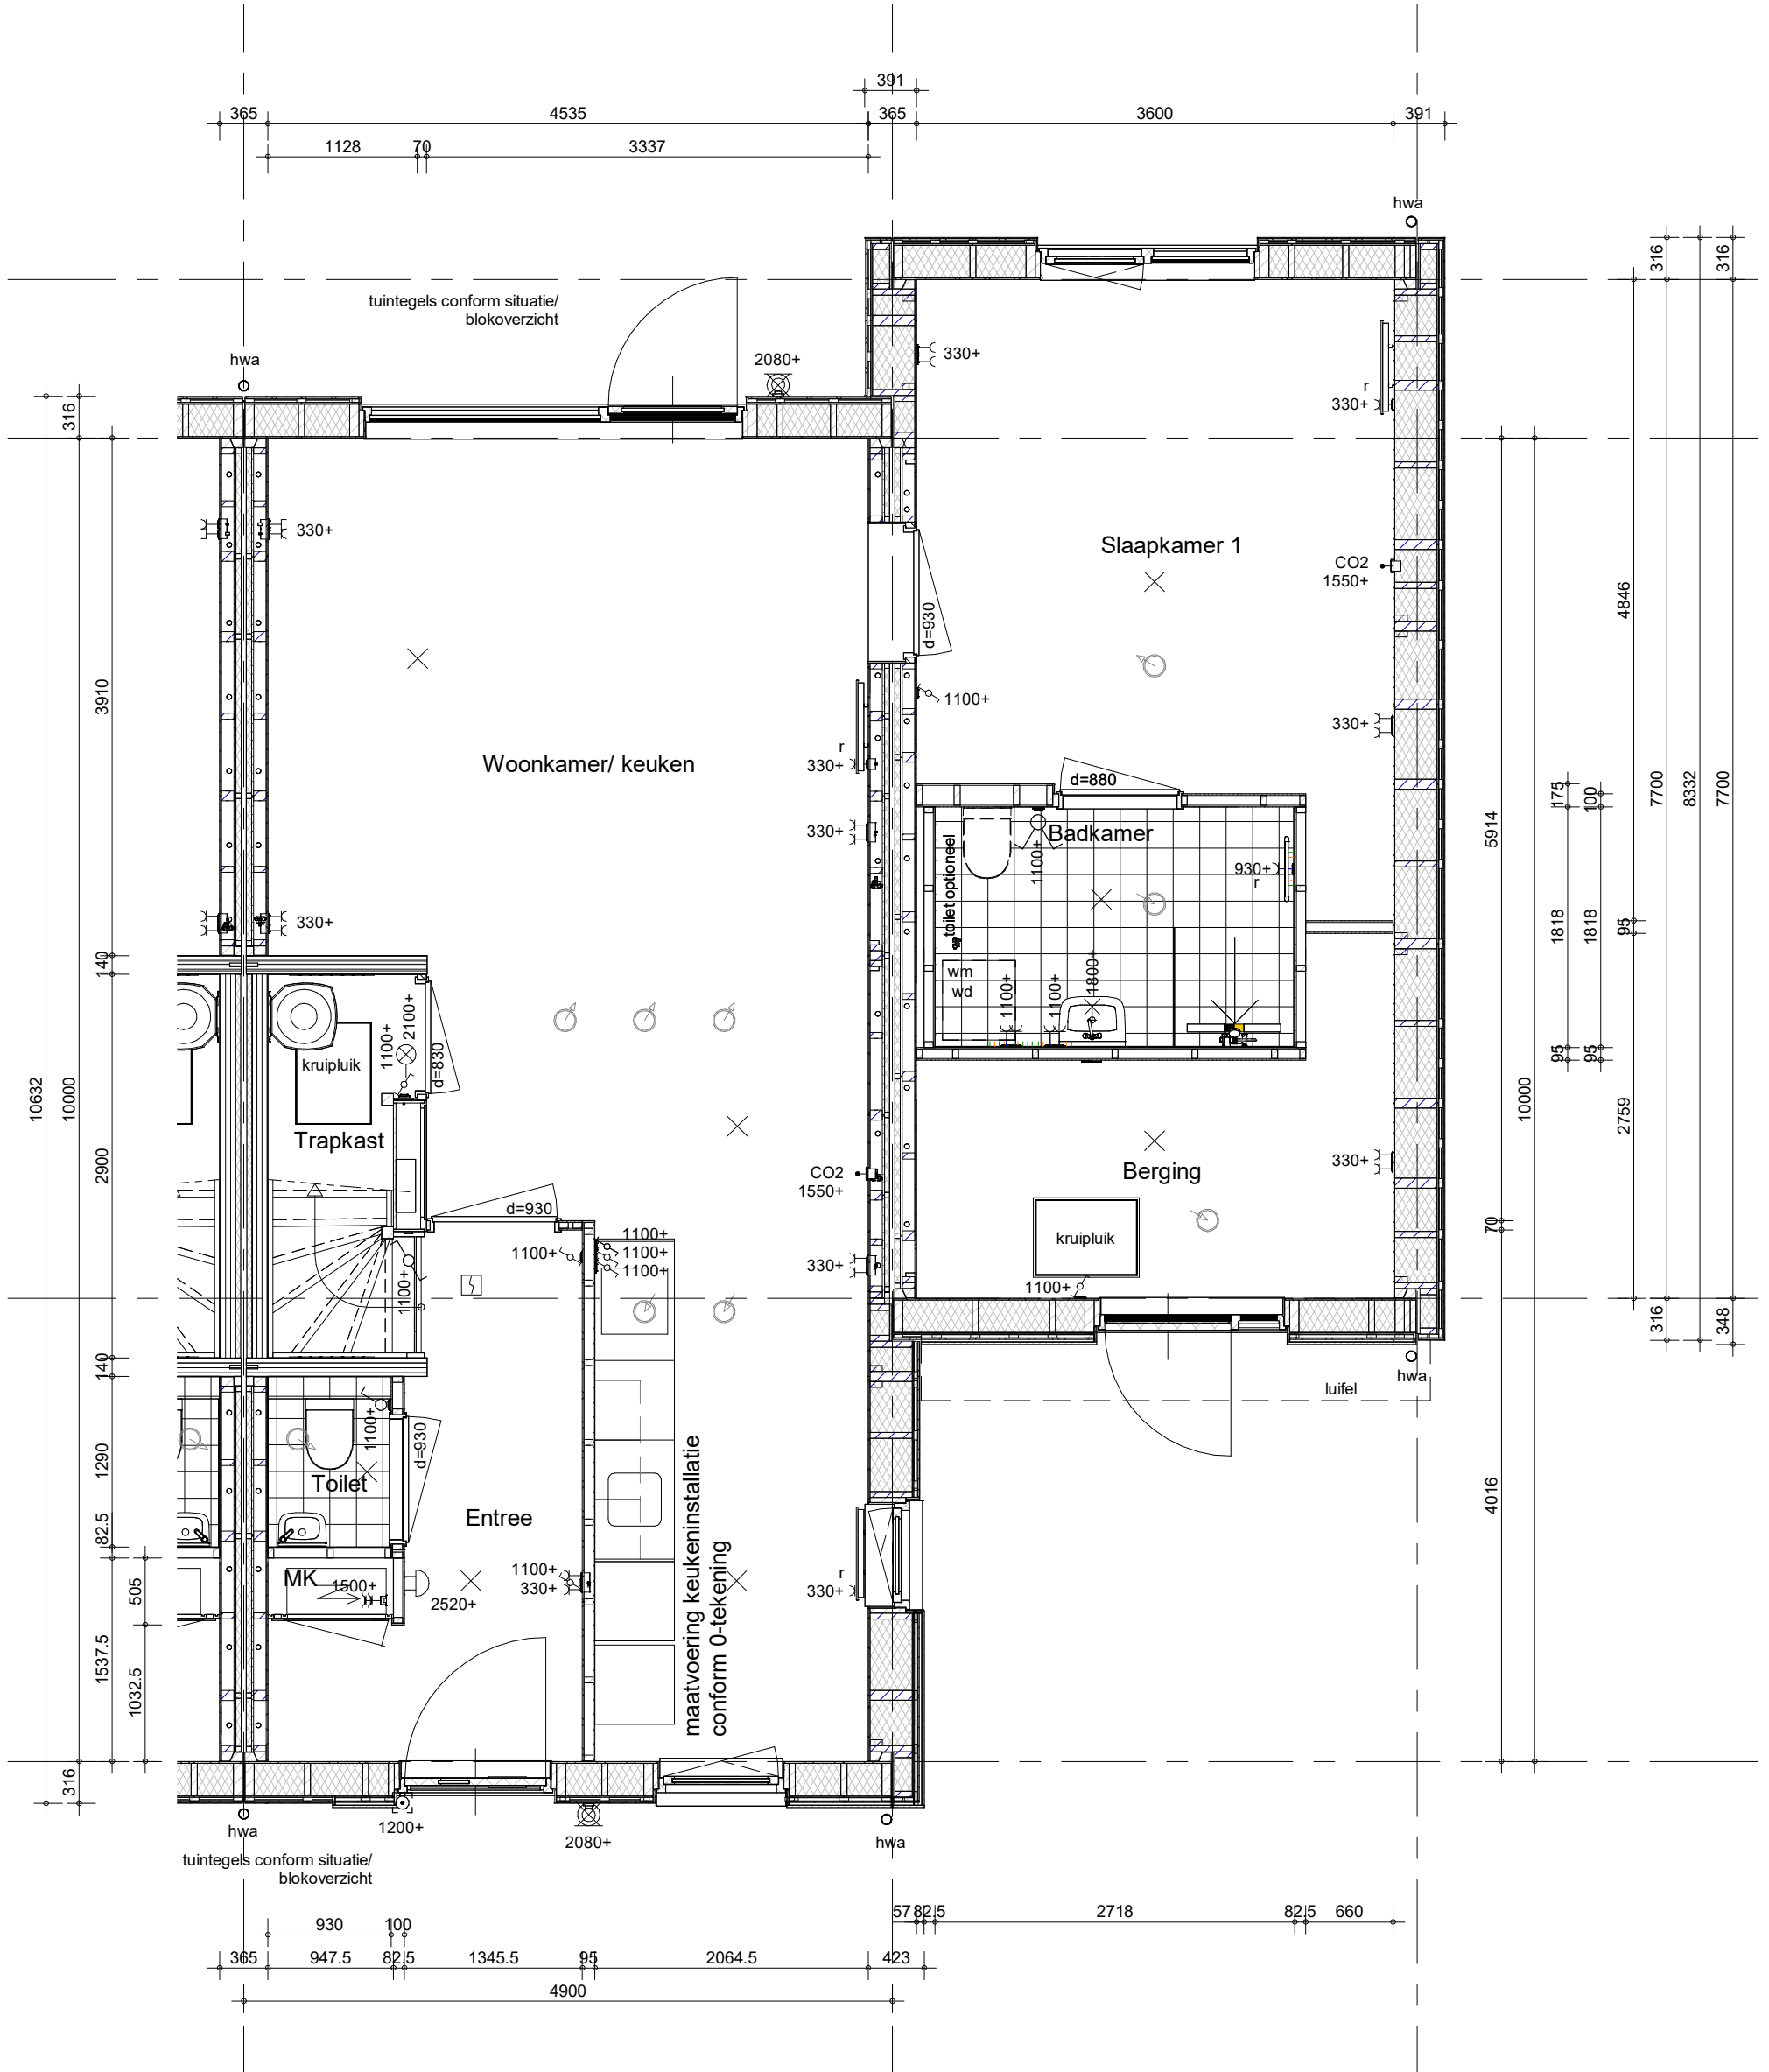 391
365
4535
365
3600
391
1128
70
3337
hwa
tuintegels conform situatie/
blokoverzicht
hwa
2080+
330+
r
330+
316
316
316
330+
Slaapkamer 1
CO2
1550+
d=930
4846
3910
1100+
330+
Woonkamer/ keuken
r
330+
330+
d=880
Badkamer
toilet optioneel
1100+
930+
r
5914
175
100
7700
8332
7700
330+
1818
1818
95
140
wm
wd
1100+
1100+
1800+
kruipluik
1100+
2100+
d=830
95
95
10632
10000
10000
Trapkast
2900
2759
CO2
1550+
Berging
330+
d=930
1100+
1100+
1100+
1100+
330+
kruipluik
70
1100+
1100+
316
348
hwa
luifel
140
1100+
d=930
Toilet
1290
82.5
4016
Entree
maatvoering keukeninstallatie
conform 0-tekening
MK
1500+
2520+
1100+
330+
r
330+
505
1537.5
1032.5
316
hwa
1200+
2080+
hwa
tuintegels conform situatie/
blokoverzicht
57
82.5
2718
82.5
660
930
100
365
947.5
82.5
1345.5
95
2064.5
423
4900